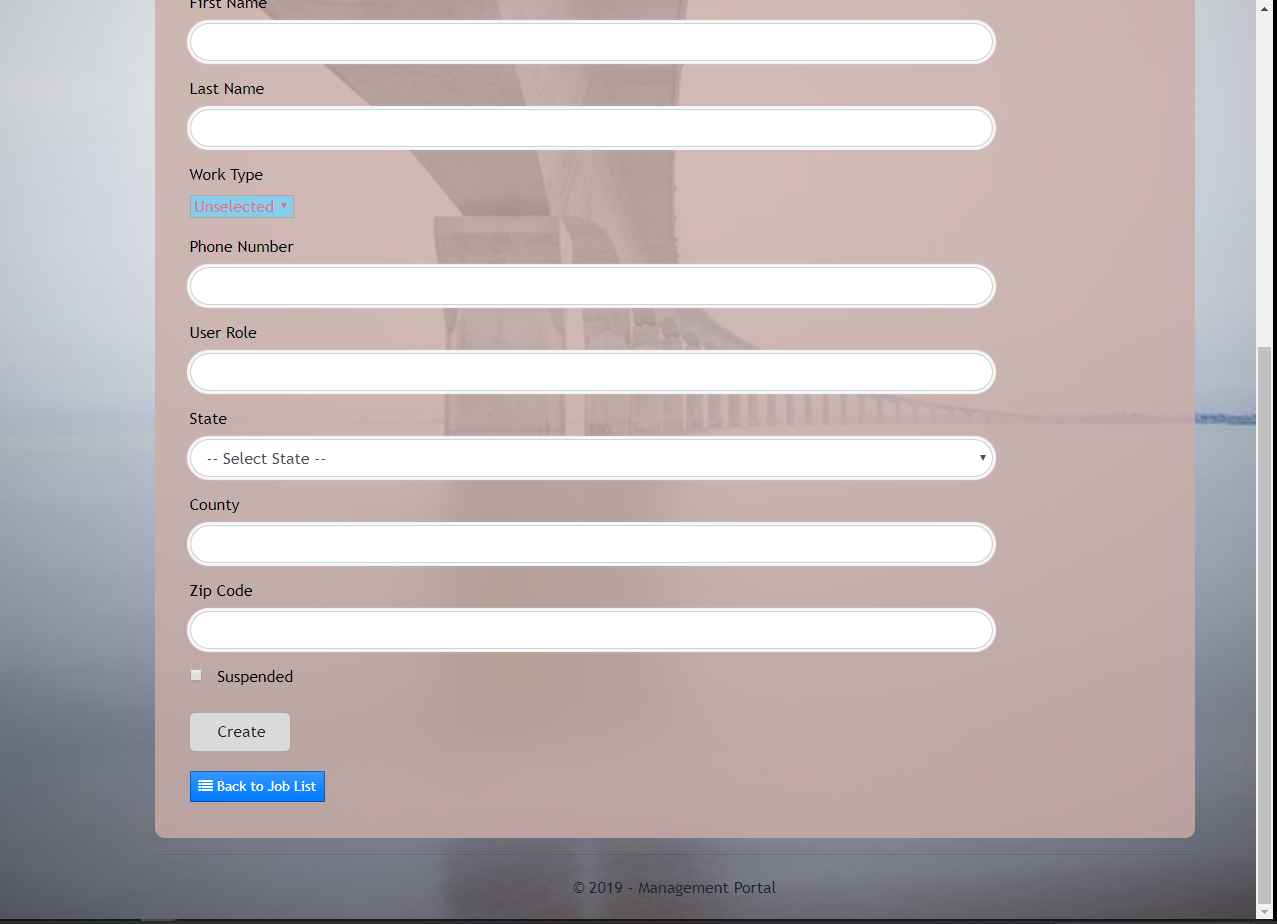 First Name
Last Name
Work Type
Unselected
Phone Number
User Role
State
-- Select State --
County
Zip Code
Suspended
Create
Back to Job List
© 2019 - Management Portal